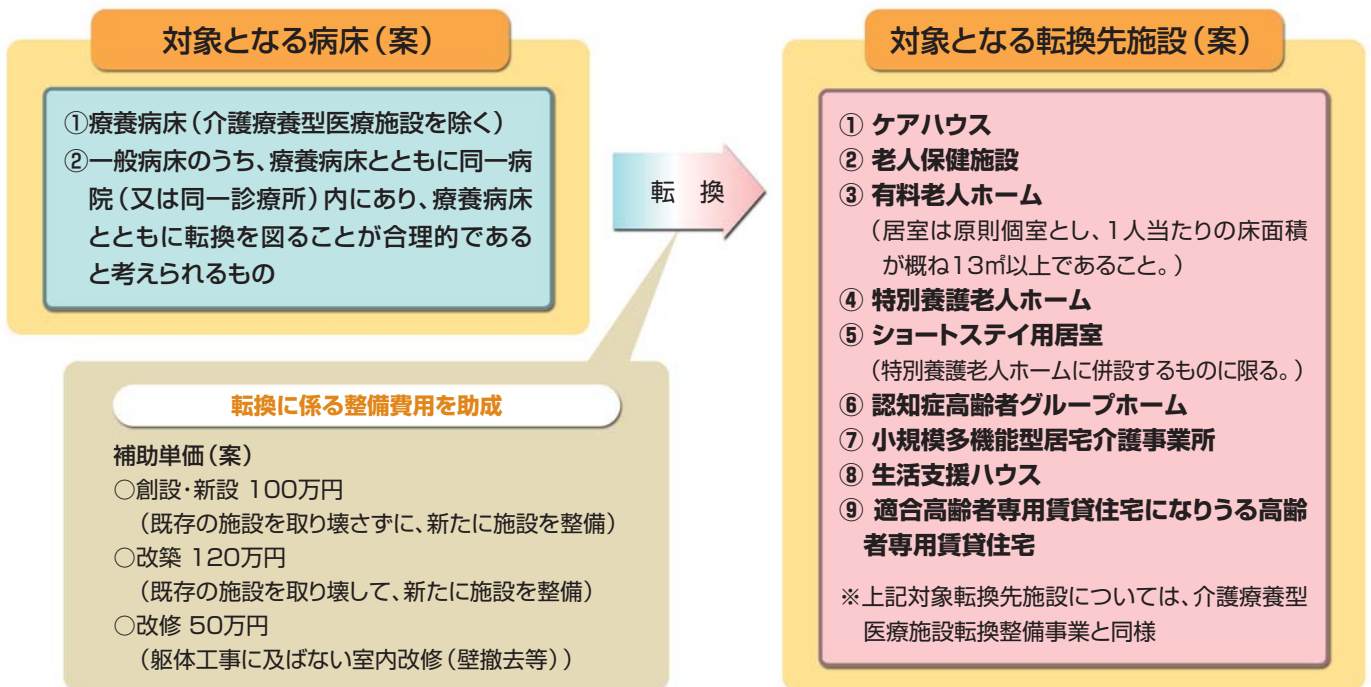 対象となる病床(案)
①療養病床(介護療養型医療施設を除く)
②一般病床のうち、療養病床とともに同一病
院(又は同一診療所)内にあり、療養病床
とともに転換を図ることが合理的である
と考えられるもの
転 換
転換に係る整備費用を助成
補助単価(案)
○創設・新設 100万円
(既存の施設を取り壊さずに、新たに施設を整備)
○改築 120万円
(既存の施設を取り壊して、新たに施設を整備)
○改修 50万円
(躯体工事に及ばない室内改修(壁撤去等))
対象となる転換先施設(案)
① ケアハウス
② 老人保健施設
③ 有料老人ホーム
(居室は原則個室とし、1人当たりの床面積
が概ね13㎡以上であること。)
④ 特別養護老人ホーム
⑤ ショートステイ用居室
(特別養護老人ホームに併設するものに限る。)
⑥ 認知症高齢者グループホーム
⑦ 小規模多機能型居宅介護事業所
⑧ 生活支援ハウス
⑨ 適合高齢者専用賃貸住宅になりうる高齢
者専用賃貸住宅
※上記対象転換先施設については、介護療養型
医療施設転換整備事業と同様